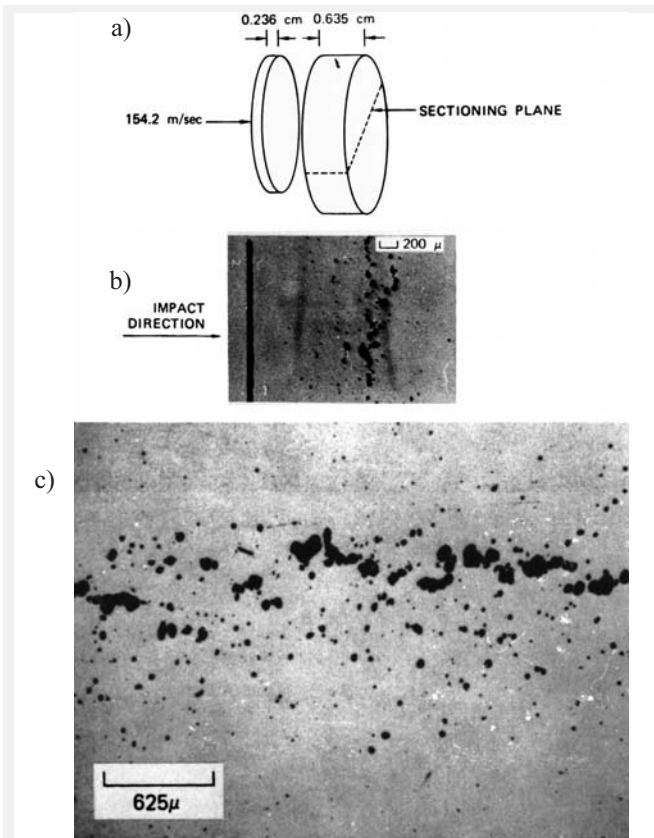 a)
0.236 cm 0.635 cm
154.2 m/sec
SECTIONING PLANE
b)
200 μ
IMPACT
DIRECTION
c)
625μ